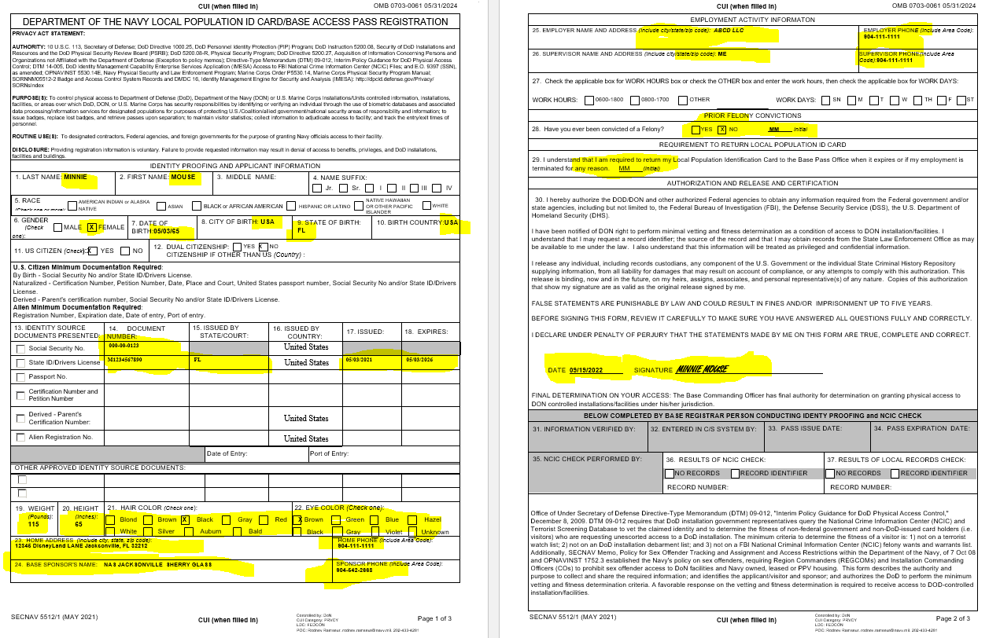 CUI (when filled in)
OMB 0703-0061 05/31/2024
DEPARTMENT OF THE NAVY LOCAL POPULATION ID CARD/BASE ACCESS PASS REGISTRATION
PRIVACY ACT STATEMENT:
AUTHORITY: 10 U.S.C. 113, Secretary of Defense; DoD Directive 1000.25, DoD Personnel Identity Protection (PIP) Program; DoD Instruction 5200.08, Security of DoD Installations and
Resources and the DoD Physical Security Review Board (PSRB); DoD 5200.08-R, Physical Security Program; DoD Directive 5200.27, Acquisition of Information Concerning Persons and
Organizations not Affiliated with the Department of Defense (Exception to policy memos); Directive-Type Memorandum (DTM) 09-012, Interim Policy Guidance for DoD Physical Access
Control; DTM 14-005, DoD Identity Management Capability Enterprise Services Application (IMESA) Access to FBI National Crime Information Center (NCIC) Files; and E.O. 9397 (SSN),
as amended; OPNAVINST 5530.14E, Navy Physical Security and Law Enforcement Program; Marine Corps Order P5530.14, Marine Corps Physical Security Program Manual;
SORNNM05512-2 Badge and Access Control System Records and DMDC 16, Identity Management Engine for Security and Analysis (IMESA): http://dpcld.defense.gov/Privacy/
SORNsIndex
PURPOSE(S): To control physical access to Department of Defense (DoD), Department of the Navy (DON) or U.S. Marine Corps Installations/Units controlled information, installations,
facilities, or areas over which DoD, DON, or U.S. Marine Corps has security responsibilities by identifying or verifying an individual through the use of biometric databases and associated
data processing/information services for designated populations for purposes of protecting U.S./Coalition/allied government/national security areas of responsibility and information; to
issue badges, replace lost badges, and retrieve passes upon separation; to maintain visitor statistics; collect information to adjudicate access to facility; and track the entry/exit times of
personnel.
ROUTINE USE(S): To designated contractors, Federal agencies, and foreign governments for the purpose of granting Navy officials access to their facility.
DISCLOSURE: Providing registration information is voluntary. Failure to provide requested information may result in denial of access to benefits, privileges, and DoD installations,
facilities and buildings.
IDENTITY PROOFING AND APPLICANT INFORMATION
1. LAST NAME: MINNIE
2. FIRST NAME: MOUSE
3. MIDDLE NAME:
4. NAME SUFFIX:
Jr. Sr. I II III IV
5. RACE
(Check one or more):
AMERICAN INDIAN or ALASKA
NATIVE
ASIAN
BLACK or AFRICAN AMERICAN
HISPANIC OR LATINO
NATIVE HAWAIIAN
OR OTHER PACIFIC
ISLANDER
WHITE
6. GENDER
(Check
one):
MALE X FEMALE
7. DATE OF
BIRTH: 05/03/65
8. CITY OF BIRTH: USA
9. STATE OF BIRTH:
FL
10. BIRTH COUNTRY: USA
11. US CITIZEN (Check): X YES NO
12. DUAL CITIZENSHIP: YES X NO
CITIZENSHIP IF OTHER THAN US (Country) :
U.S. Citizen Minimum Documentation Required:
By Birth - Social Security No and/or State ID/Drivers License.
Naturalized - Certification Number, Petition Number, Date, Place and Court, United States passport number, Social Security No and/or State ID/Drivers
License.
Derived - Parent's certification number, Social Security No and/or State ID/Drivers License.
Alien Minimum Documentation Required:
Registration Number, Expiration date, Date of entry, Port of entry.
13. IDENTITY SOURCE
DOCUMENTS PRESENTED:
14. DOCUMENT
NUMBER:
15. ISSUED BY
STATE/COURT:
16. ISSUED BY
COUNTRY:
17. ISSUED:
18. EXPIRES:
Social Security No. 000-00-0123 United States
State ID/Drivers License M1234567890 FL United States 05/03/2021 05/03/2026
Passport No.
Certification Number and
Petition Number
Derived - Parent's
Certification Number:
United States
Alien Registration No. United States
Date of Entry: Port of Entry:
OTHER APPROVED IDENTITY SOURCE DOCUMENTS:
19. WEIGHT
(Pounds):
115
20. HEIGHT
(Inches):
65
21. HAIR COLOR (Check one):
Blond Brown X Black Gray Red
White Silver Auburn Bald
22. EYE COLOR (Check one):
X Brown Green Blue Hazel
Black Gray Violet Unknown
23. HOME ADDRESS (Include city, state, zip code):
12345 DisneyLand LANE Jacksonville, FL 02212
HOME PHONE (Include Area Code):
904-111-1111
24. BASE SPONSOR'S NAME: NAS JACKSONVILLE SHERRY GLASS
SPONSOR PHONE (Include Area Code):
904-542-2668
SECNAV 5512/1 (MAY 2021)
CUI (when filled in)
Controlled by: DoN
CUI Category: PRVCY
LDC: FEDCON
POC: Rodney Rameur, rodney.rameur@navy.mil, 202-433-4281
Page 1 of 3
CUI (when filled in)
OMB 0703-0061 05/31/2024
EMPLOYMENT ACTIVITY INFORMATON
25. EMPLOYER NAME AND ADDRESS (Include city/state/zip code): ABCD LLC
EMPLOYER PHONE (Include Area Code):
904-111-1111
26. SUPERVISOR NAME AND ADDRESS (Include city/state/zip code): ME
SUPERVISOR PHONE(Include Area
Code): 904-111-1111
27. Check the applicable box for WORK HOURS box or check the OTHER box and enter the work hours, then check the applicable box for WORK DAYS:
WORK HOURS: 0600-1800 0800-1700 OTHER WORK DAYS: SN M T W TH F ST
PRIOR FELONY CONVICTIONS
28. Have you ever been convicted of a Felony? YES X NO MM Initial
REQUIREMENT TO RETURN LOCAL POPULATION ID CARD
29. I understand that I am required to return my Local Population Identification Card to the Base Pass Office when it expires or if my employment is
terminated for any reason. MM (Initial)
AUTHORIZATION AND RELEASE AND CERTIFICATION
30. I hereby authorize the DOD/DON and other authorized Federal agencies to obtain any information required from the Federal government and/or
state agencies, including but not limited to, the Federal Bureau of Investigation (FBI), the Defense Security Service (DSS), the U.S. Department of
Homeland Security (DHS).
I have been notified of DON right to perform minimal vetting and fitness determination as a condition of access to DON installation/facilities. I
understand that I may request a record identifier; the source of the record and that I may obtain records from the State Law Enforcement Office as may
be available to me under the law. I also understand that this information will be treated as privileged and confidential information.
I release any individual, including records custodians, any component of the U.S. Government or the individual State Criminal History Repository
supplying information, from all liability for damages that may result on account of compliance, or any attempts to comply with this authorization. This
release is binding, now and in the future, on my heirs, assigns, associates, and personal representative(s) of any nature. Copies of this authorization
that show my signature are as valid as the original release signed by me.
FALSE STATEMENTS ARE PUNISHABLE BY LAW AND COULD RESULT IN FINES AND/OR IMPRISONMENT UP TO FIVE YEARS.
BEFORE SIGNING THIS FORM, REVIEW IT CAREFULLY TO MAKE SURE YOU HAVE ANSWERED ALL QUESTIONS FULLY AND CORRECTLY.
I DECLARE UNDER PENALTY OF PERJURY THAT THE STATEMENTS MADE BY ME ON THIS FORM ARE TRUE, COMPLETE AND CORRECT.
DATE 09/19/2022 SIGNATURE MINNIE MOUSE
FINAL DETERMINATION ON YOUR ACCESS: The Base Commanding Officer has final authority for determination on granting physical access to
DON controlled installations/facilities under his/her jurisdiction.
BELOW COMPLETED BY BASE REGISTRAR PERSON CONDUCTING IDENTY PROOFING and NCIC CHECK
31. INFORMATION VERIFIED BY:
32. ENTERED IN C/S SYSTEM BY:
33. PASS ISSUE DATE:
34. PASS EXPIRATION DATE:
35. NCIC CHECK PERFORMED BY:
36. RESULTS OF NCIC CHECK:
NO RECORDS RECORD IDENTIFIER
RECORD NUMBER:
37. RESULTS OF LOCAL RECORDS CHECK:
NO RECORDS RECORD IDENTIFIER
RECORD NUMBER:
Office of Under Secretary of Defense Directive-Type Memorandum (DTM) 09-012, "Interim Policy Guidance for DoD Physical Access Control,"
December 8, 2009. DTM 09-012 requires that DoD installation government representatives query the National Crime Information Center (NCIC) and
Terrorist Screening Database to vet the claimed identity and to determine the fitness of non-federal government and non-DoD-issued card holders (i.e.
visitors) who are requesting unescorted access to a DoD installation. The minimum criteria to determine the fitness of a visitor is: 1) not on a terrorist
watch list; 2) not on an DoD installation debarment list; and 3) not on a FBI National Criminal Information Center (NCIC) felony wants and warrants list.
Additionally, SECNAV Memo, Policy for Sex Offender Tracking and Assignment and Access Restrictions within the Department of the Navy, of 7 Oct 08
and OPNAVINST 1752.3 established the Navy's policy on sex offenders, requiring Region Commanders (REGCOMs) and Installation Commanding
Officers (COs) to prohibit sex offender access to DoN facilities and Navy owned, leased or PPV housing. This form describes the authority and
purpose to collect and share the required information; and identifies the applicant/visitor and sponsor; and authorizes the DoD to perform the minimum
vetting and fitness determination criteria. A favorable response on the vetting and fitness determination is required to receive access to DOD-controlled
installation/facilities.
SECNAV 5512/1 (MAY 2021)
CUI (when filled in)
Controlled by: DoN
CUI Category: PRVCY
LDC: FEDCON
POC: Rodney Rameur, rodney.rameur@navy.mil, 202-433-4281
Page 2 of 3